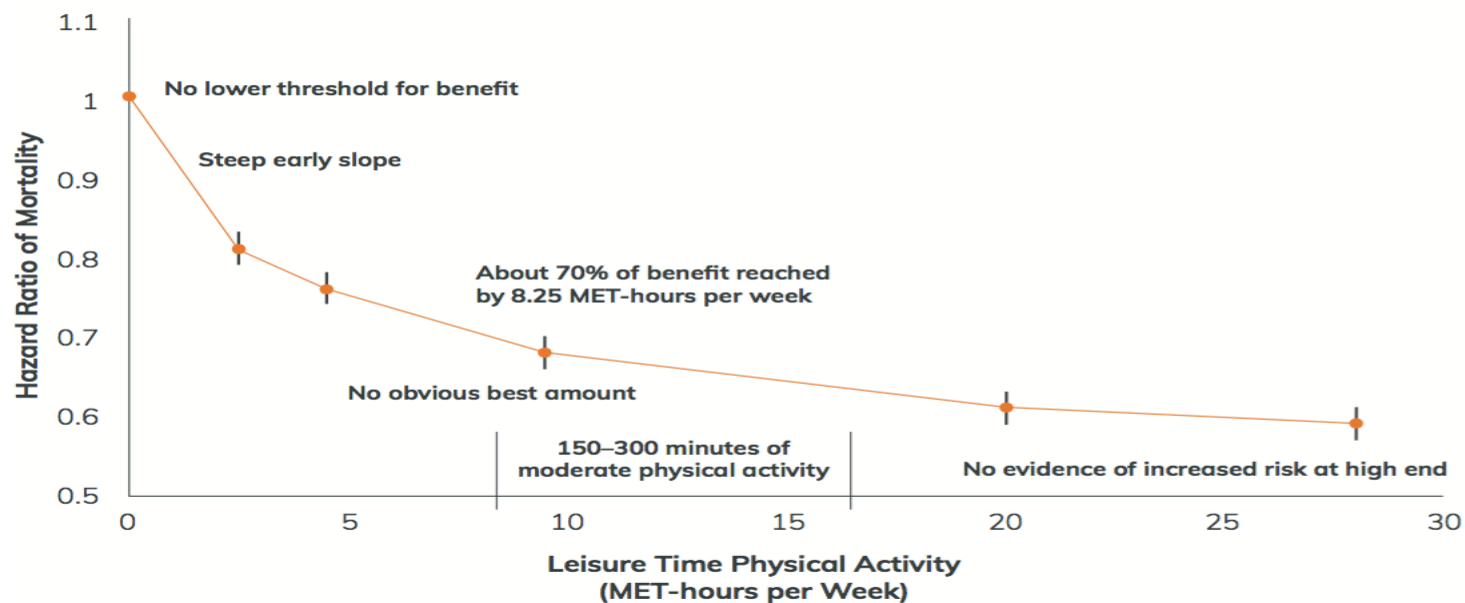 1.1
No lower threshold for benefit
1
Steep early slope
0.9
Hazard Ratio of Mortality
0.8
About 70% of benefit reached
by 8.25 MET-hours per week
0.7
No obvious best amount
0.6
150–300 minutes of
moderate physical activity
No evidence of increased risk at high end
0.5
0 5 10 15 20 25 30
Leisure Time Physical Activity
(MET-hours per Week)